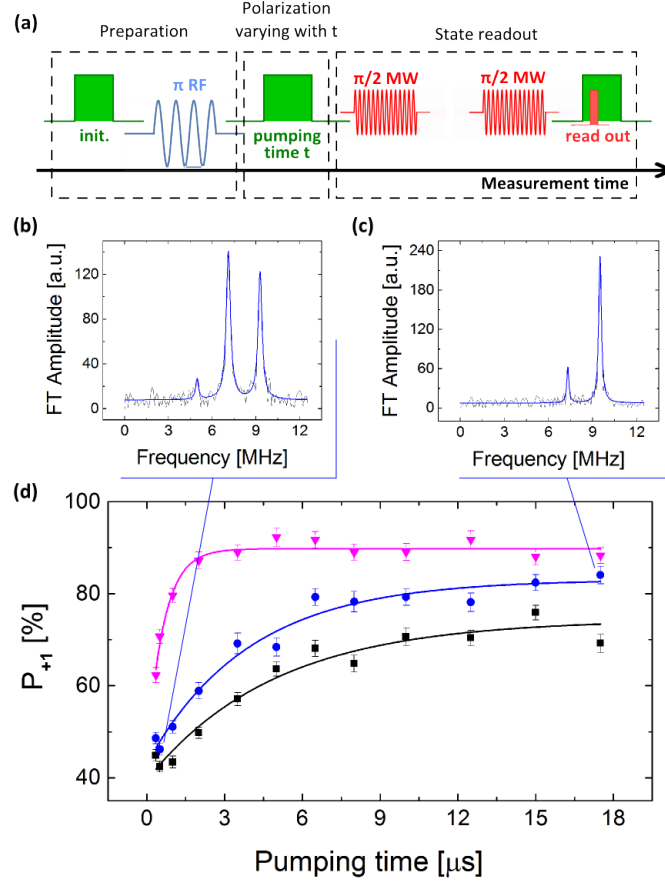 (a)
Preparation
Polarization
varying with t
State readout
π RF
π/2 MW
π/2 MW
init.
pumping
time t
read out
Measurement time
(b)
FT Amplitude [a.u.]
120
80
40
0
0 3 6 9 12
Frequency [MHz]
(c)
FT Amplitude [a.u.]
240
180
120
60
0
0 3 6 9 12
Frequency [MHz]
(d)
P+1 [%]
100
80
60
40
0 3 6 9 12 15 18
Pumping time [μs]